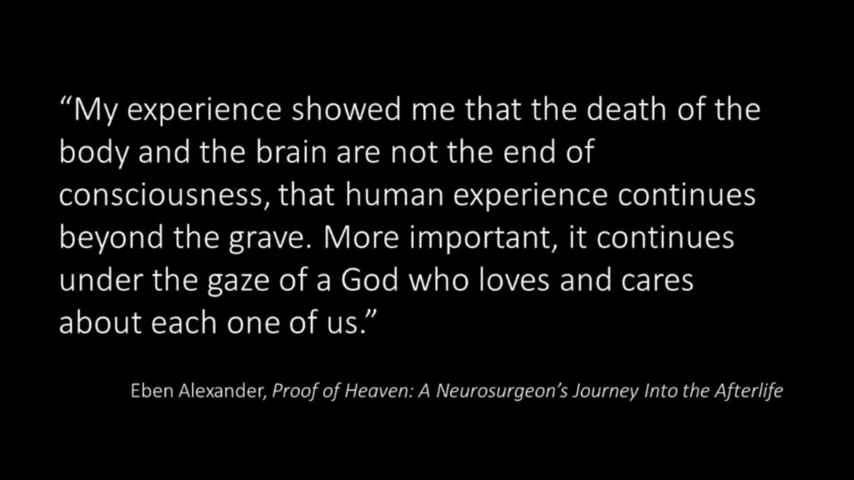 “My experience showed me that the death of the
body and the brain are not the end of
consciousness, that human experience continues
beyond the grave. More important, it continues
under the gaze of a God who loves and cares
about each one of us.”
Eben Alexander, Proof of Heaven: A Neurosurgeon’s Journey Into the Afterlife